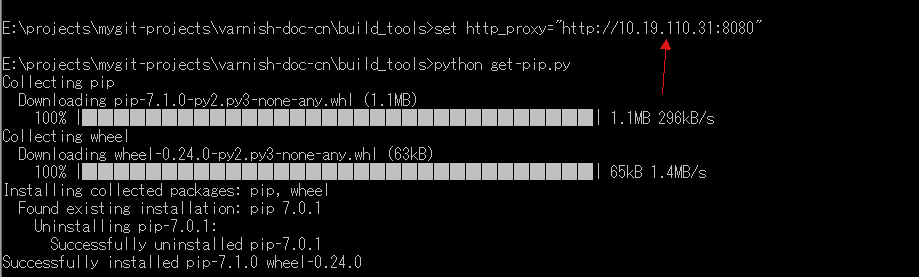 E:\projects\mygit-projects\varnish-doc-cn\build_tools>set http_proxy="http://10.19.110.31:8080"
E:\projects\mygit-projects\varnish-doc-cn\build_tools>python get-pip.py
Collecting pip
  Downloading pip-7.1.0-py2.py3-none-any.whl (1.1MB)
    100% |████████████████████████████████| 1.1MB 296kB/s
Collecting wheel
  Downloading wheel-0.24.0-py2.py3-none-any.whl (63kB)
    100% |████████████████████████████████| 65kB 1.4MB/s
Installing collected packages: pip, wheel
  Found existing installation: pip 7.0.1
    Uninstalling pip-7.0.1:
      Successfully uninstalled pip-7.0.1
Successfully installed pip-7.1.0 wheel-0.24.0